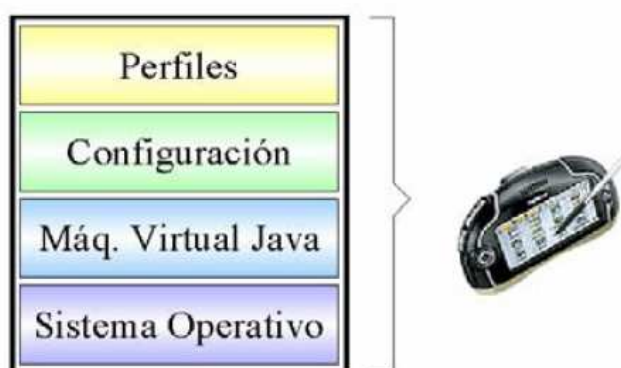 Perfiles
Configuración
Máq. Virtual Java
Sistema Operativo